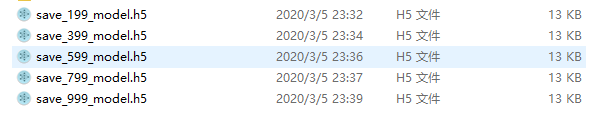 save_199_model.h5 2020/3/5 23:32 H5 文件 13 KB
save_399_model.h5 2020/3/5 23:34 H5 文件 13 KB
save_599_model.h5 2020/3/5 23:36 H5 文件 13 KB
save_799_model.h5 2020/3/5 23:37 H5 文件 13 KB
save_999_model.h5 2020/3/5 23:39 H5 文件 13 KB